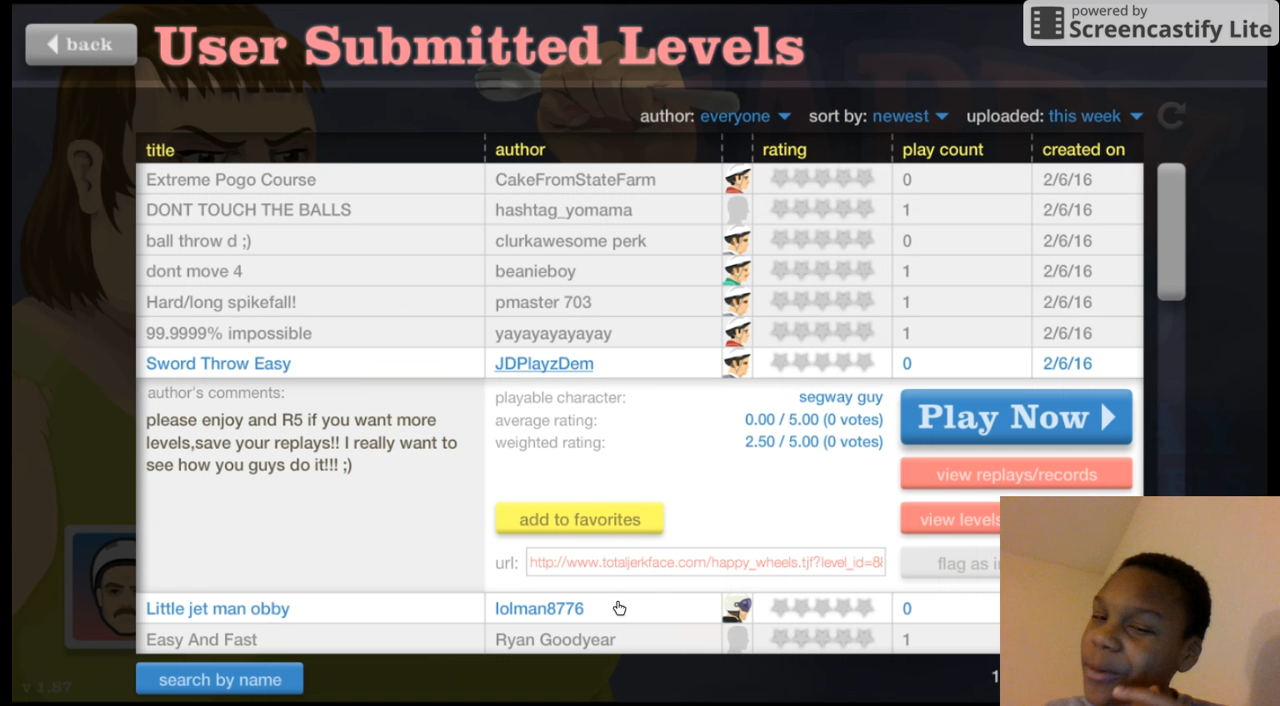 back
User Submitted Levels
powered by
Screencastify Lite
author: everyone sort by: newest uploaded: this week
title author rating play count created on
Extreme Pogo Course CakeFromStateFarm 0 2/6/16
DONT TOUCH THE BALLS hashtag_yomama 1 2/6/16
ball throw d ;) clurkawesome perk 0 2/6/16
dont move 4 beanieboy 1 2/6/16
Hard/long spikefall! pmaster 703 1 2/6/16
99.9999% impossible yayayayayayay 1 2/6/16
Sword Throw Easy JDPlayzDem 0 2/6/16
author's comments:
please enjoy and R5 if you want more
levels,save your replays!! I really want to
see how you guys do it!!! ;)
playable character: segway guy
average rating: 0.00 / 5.00 (0 votes)
weighted rating: 2.50 / 5.00 (0 votes)
Play Now
view replays/records
add to favorites
view levels
url: http://www.totaljerkface.com/happy_wheels.tjf?level_id=8
flag as
Little jet man obby lolman8776 0
Easy And Fast Ryan Goodyear 1
search by name
v 1.87